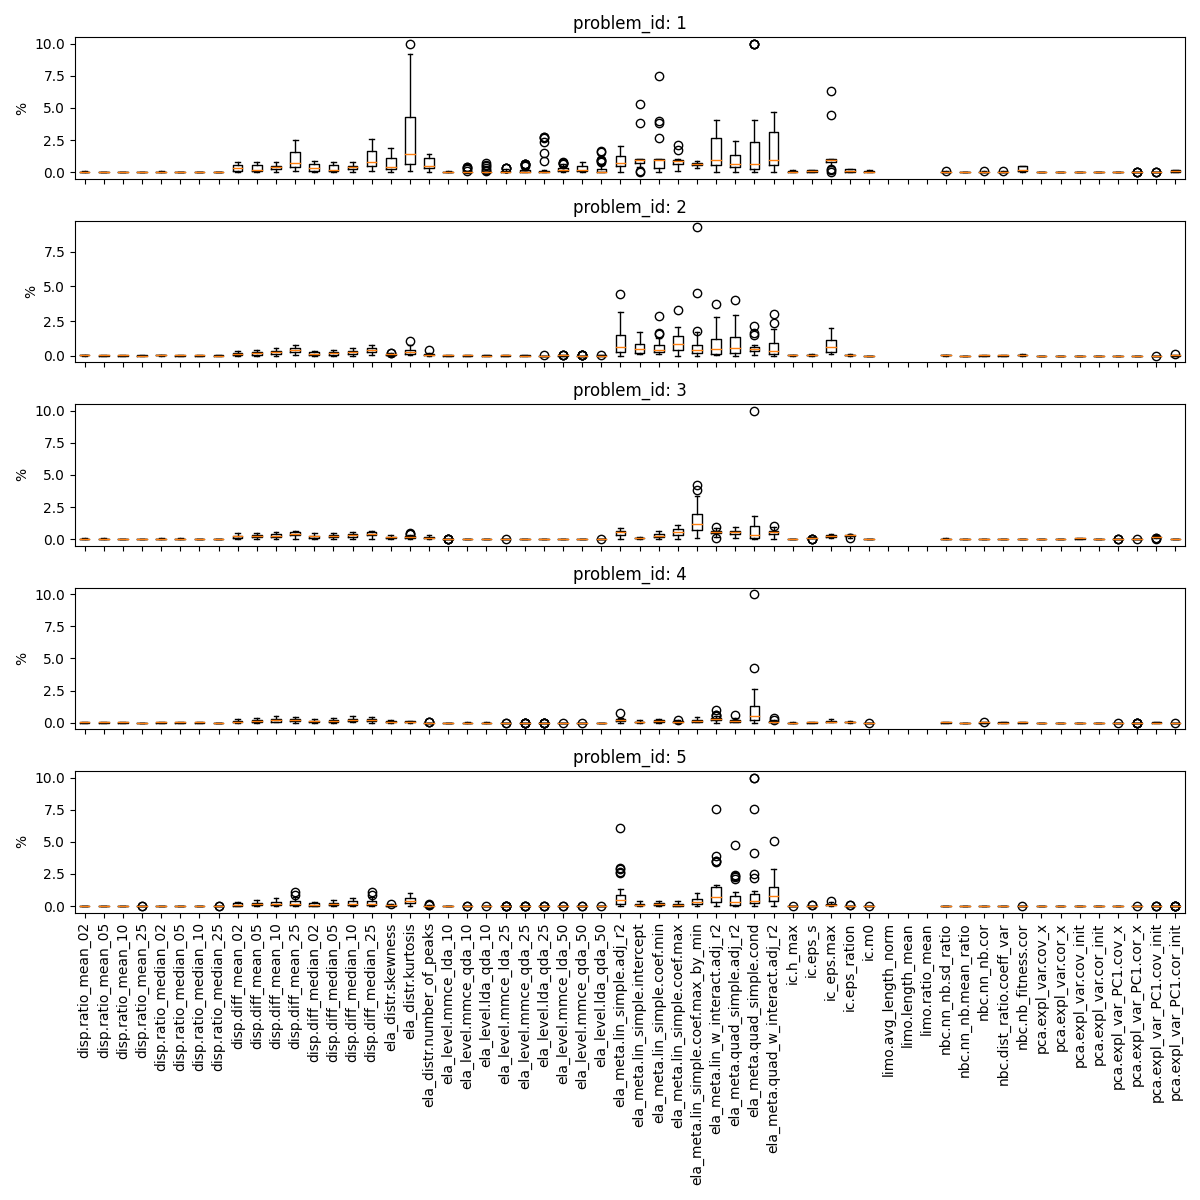 problem_id: 1
10.0
7.5
5.0
2.5
0.0
%
problem_id: 2
7.5
5.0
2.5
0.0
%
problem_id: 3
10.0
7.5
5.0
2.5
0.0
%
problem_id: 4
10.0
7.5
5.0
2.5
0.0
%
problem_id: 5
10.0
7.5
5.0
2.5
0.0
%
disp.ratio_mean_02
disp.ratio_mean_05
disp.ratio_mean_10
disp.ratio_mean_25
disp.ratio_median_02
disp.ratio_median_05
disp.ratio_median_10
disp.ratio_median_25
disp.diff_mean_02
disp.diff_mean_05
disp.diff_mean_10
disp.diff_mean_25
disp.diff_median_02
disp.diff_median_05
disp.diff_median_10
disp.diff_median_25
ela_distr.skewness
ela_distr.kurtosis
ela_distr.number_of_peaks
ela_level.mmce_lda_10
ela_level.mmce_qda_10
ela_level.lda_qda_10
ela_level.mmce_lda_25
ela_level.mmce_qda_25
ela_level.lda_qda_25
ela_level.mmce_lda_50
ela_level.mmce_qda_50
ela_level.lda_qda_50
ela_meta.lin_simple.adj_r2
ela_meta.lin_simple.intercept
ela_meta.lin_simple.coef.min
ela_meta.lin_simple.coef.max
ela_meta.lin_simple.coef.max_by_min
ela_meta.lin_w_interact.adj_r2
ela_meta.quad_simple.adj_r2
ela_meta.quad_simple.cond
ela_meta.quad_w_interact.adj_r2
ic.h_max
ic.eps_s
ic_eps.max
ic.eps_ration
ic.m0
limo.avg_length_norm
limo.length_mean
limo.ratio_mean
nbc.nn_nb.sd_ratio
nbc.nn_nb.mean_ratio
nbc.nn_nb.cor
nbc.dist_ratio.coeff_var
nbc.nb_fitness.cor
pca.expl_var.cov_x
pca.expl_var.cor_x
pca.expl_var.cov_init
pca.expl_var.cor_init
pca.expl_var_PC1.cov_x
pca.expl_var_PC1.cor_x
pca.expl_var_PC1.cov_init
pca.expl_var_PC1.cor_init